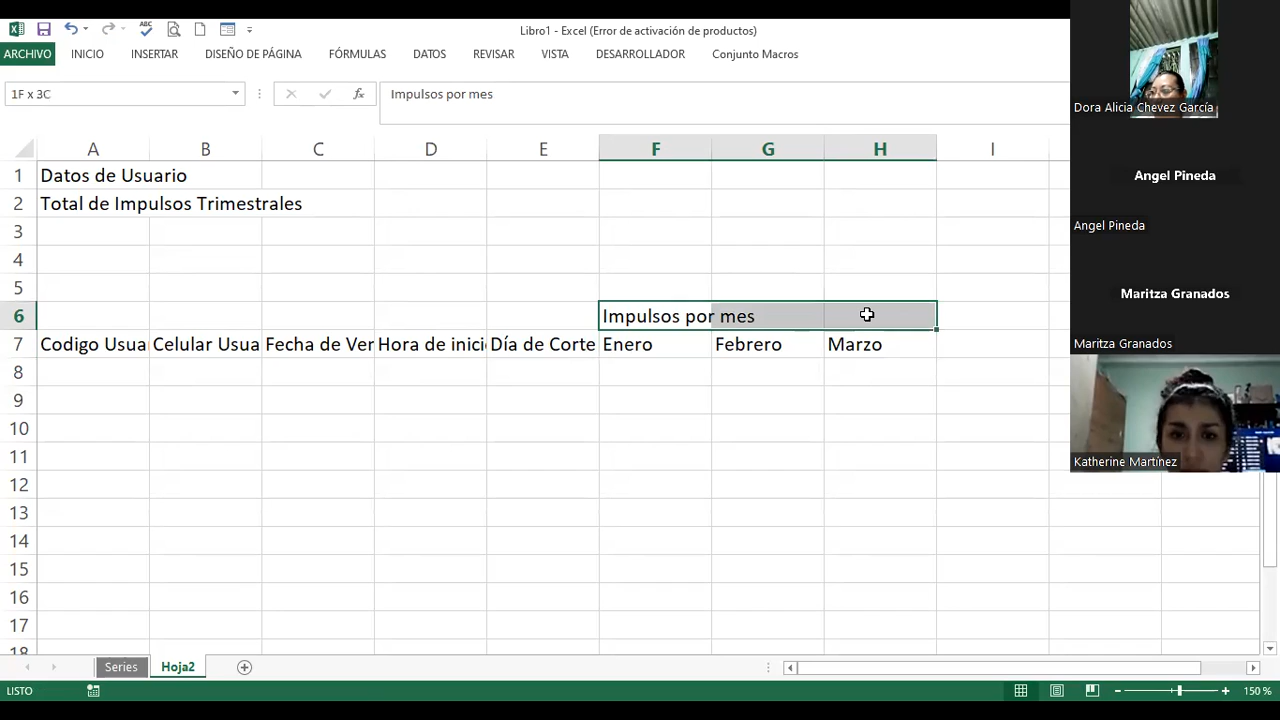 Libro1 - Excel (Error de activación de productos)
ARCHIVO INICIO INSERTAR DISEÑO DE PÁGINA FÓRMULAS DATOS REVISAR VISTA DESARROLLADOR Conjunto Macros
1F x 3C fx Impulsos por mes
A B C D E F G H I
1 Datos de Usuario
2 Total de Impulsos Trimestrales
3
4
5
6 Impulsos por mes
7 Codigo Usua Celular Usua Fecha de Ver Hora de inici Día de Corte Enero Febrero Marzo
8
9
10
11
12
13
14
15
16
17
18
Series Hoja2
LISTO 150 %
Dora Alicia Chevez García
Angel Pineda
Angel Pineda
Maritza Granados
Maritza Granados
Katherine Martínez